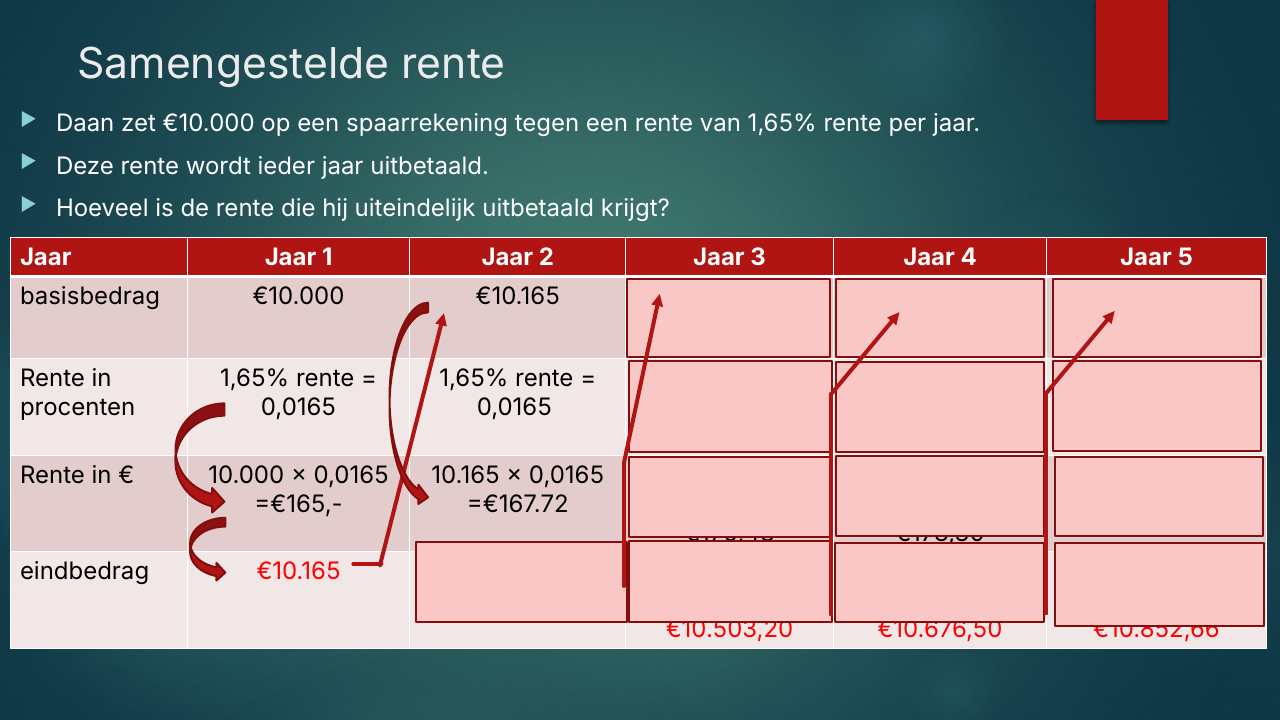 Samengestelde rente
Daan zet €10.000 op een spaarrekening tegen een rente van 1,65% rente per jaar.
Deze rente wordt ieder jaar uitbetaald.
Hoeveel is de rente die hij uiteindelijk uitbetaald krijgt?
Jaar Jaar 1 Jaar 2 Jaar 3 Jaar 4 Jaar 5
basisbedrag €10.000 €10.165
Rente in 1,65% rente = 1,65% rente =
procenten 0,0165 0,0165
Rente in € 10.000 × 0,0165 10.165 × 0,0165
=€165,- =€167.72
eindbedrag €10.165
€10.503,20 €10.676,50 €10.852,66